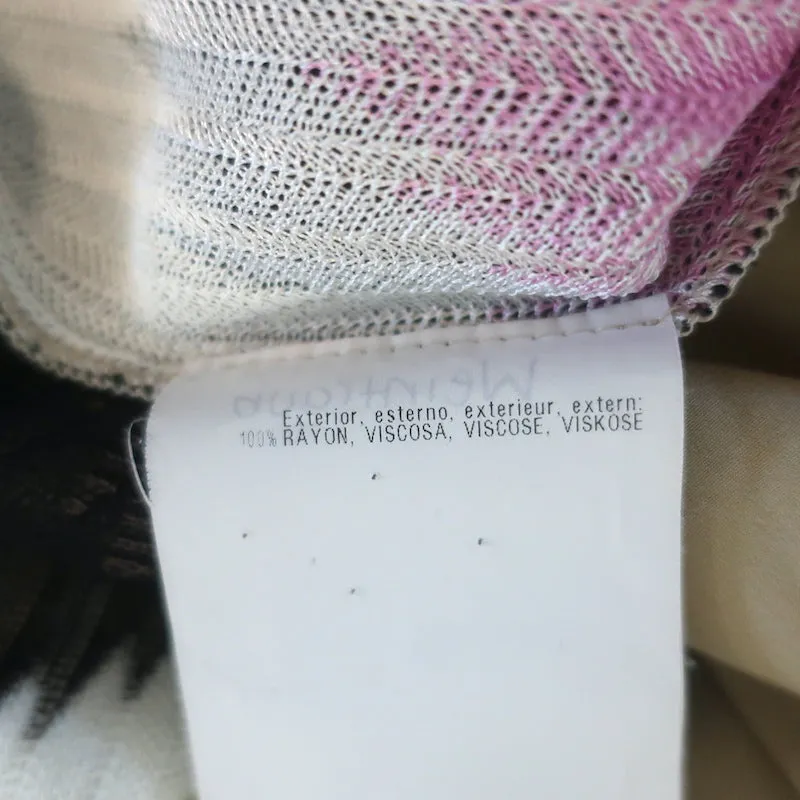 Exterior, esterno, exterieur, extern:
100% RAYON, VISCOSA, VISCOSE, VISKOSE